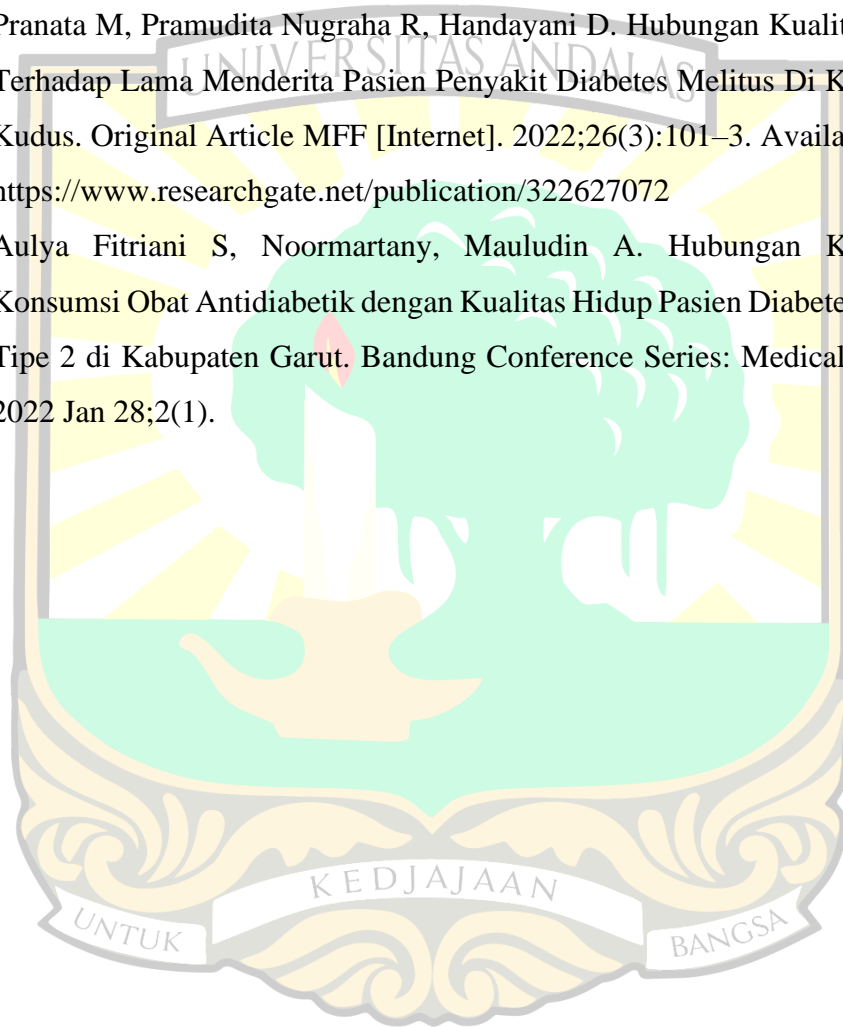 Pranata M, Pramudita Nugraha R, Handayani D. Hubungan Kualit
UNIVERSITAS ANDALAS
Terhadap Lama Menderita Pasien Penyakit Diabetes Melitus Di K
Kudus. Original Article MFF [Internet]. 2022;26(3):101–3. Availa
https://www.researchgate.net/publication/322627072
Aulya Fitriani S, Noormartany, Mauludin A. Hubungan K
Konsumsi Obat Antidiabetik dengan Kualitas Hidup Pasien Diabete
Tipe 2 di Kabupaten Garut. Bandung Conference Series: Medical
2022 Jan 28;2(1).
KEDJAJAAN
UNTUK
BANGSA